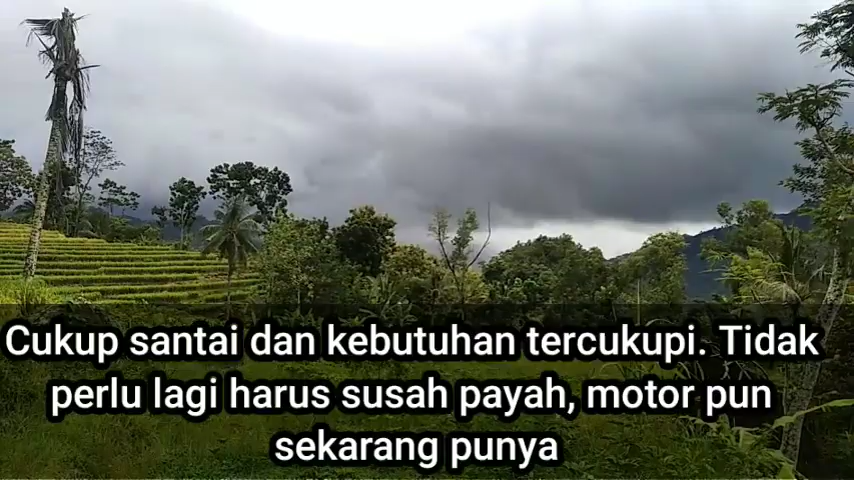 Cukup santai dan kebutuhan tercukupi. Tidak
perlu lagi harus susah payah, motor pun
sekarang punya